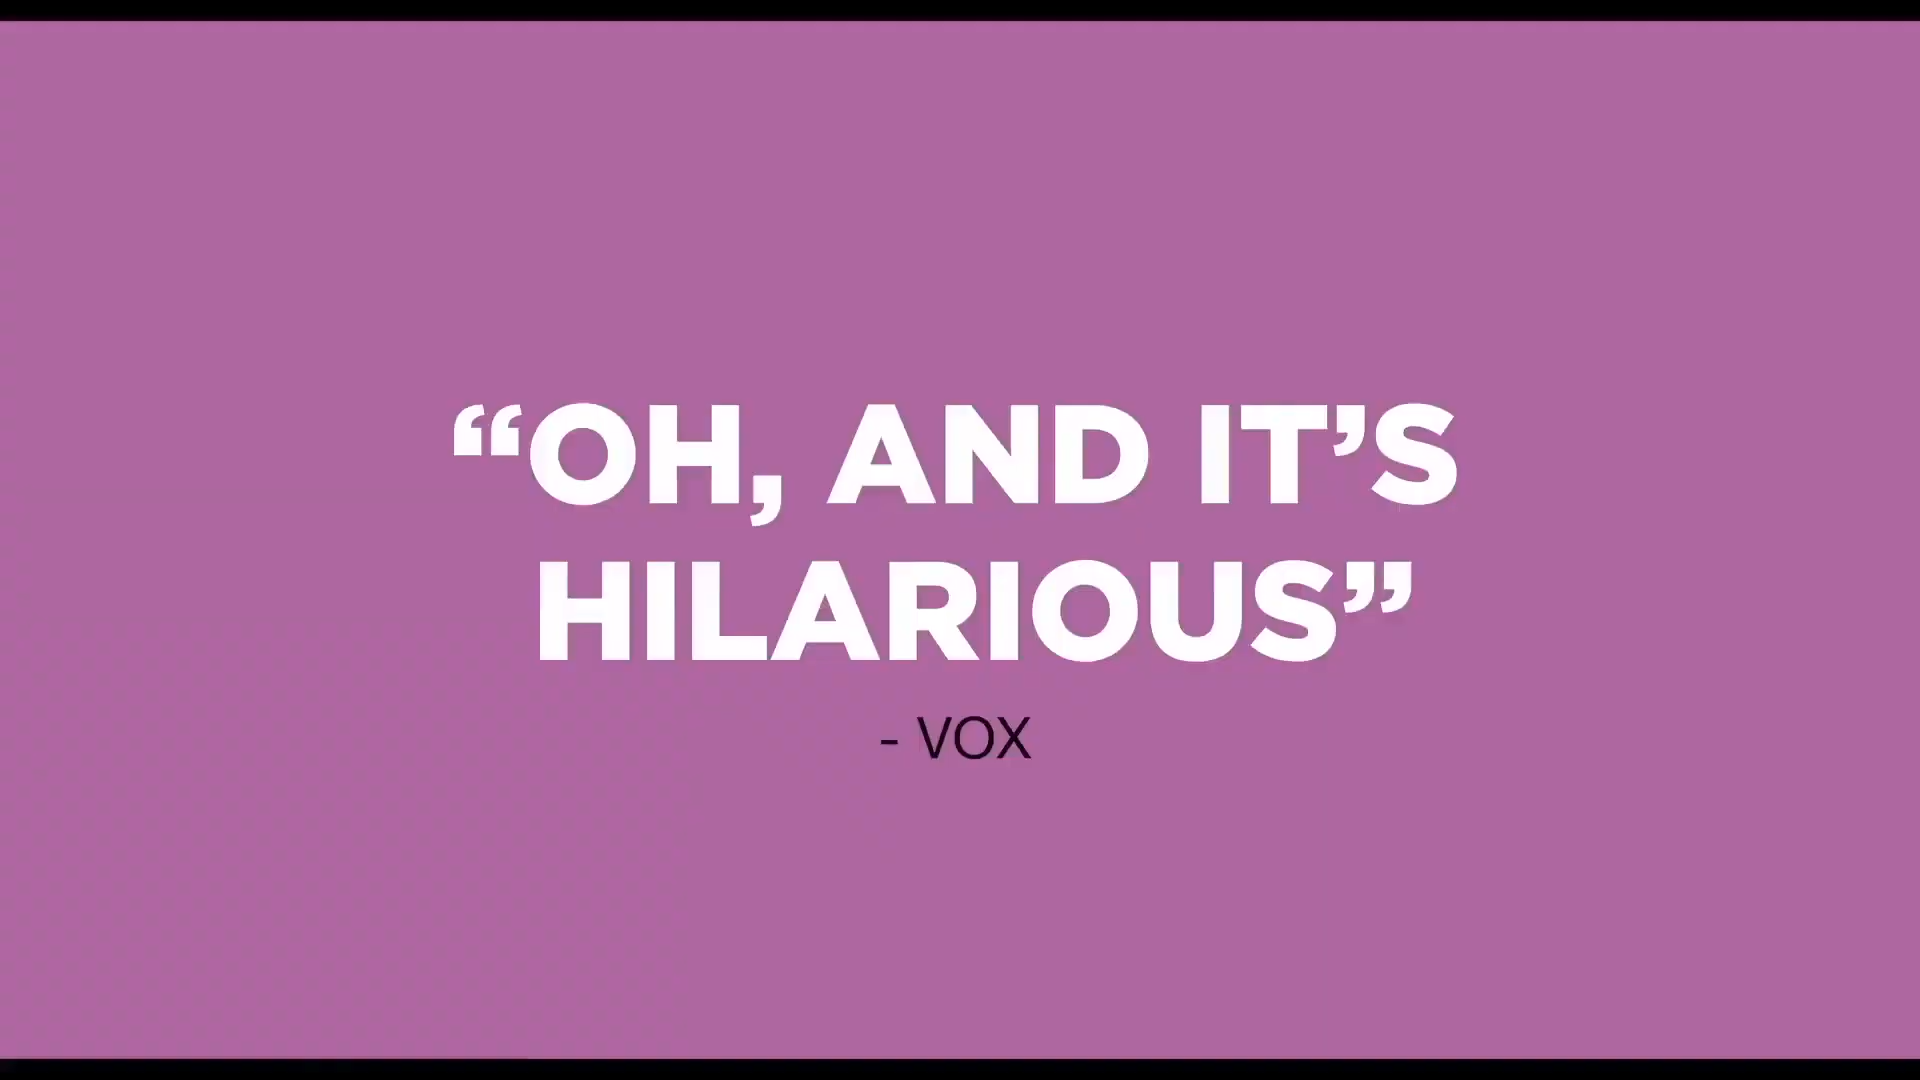 “OH, AND IT’S
HILARIOUS”
- VOX